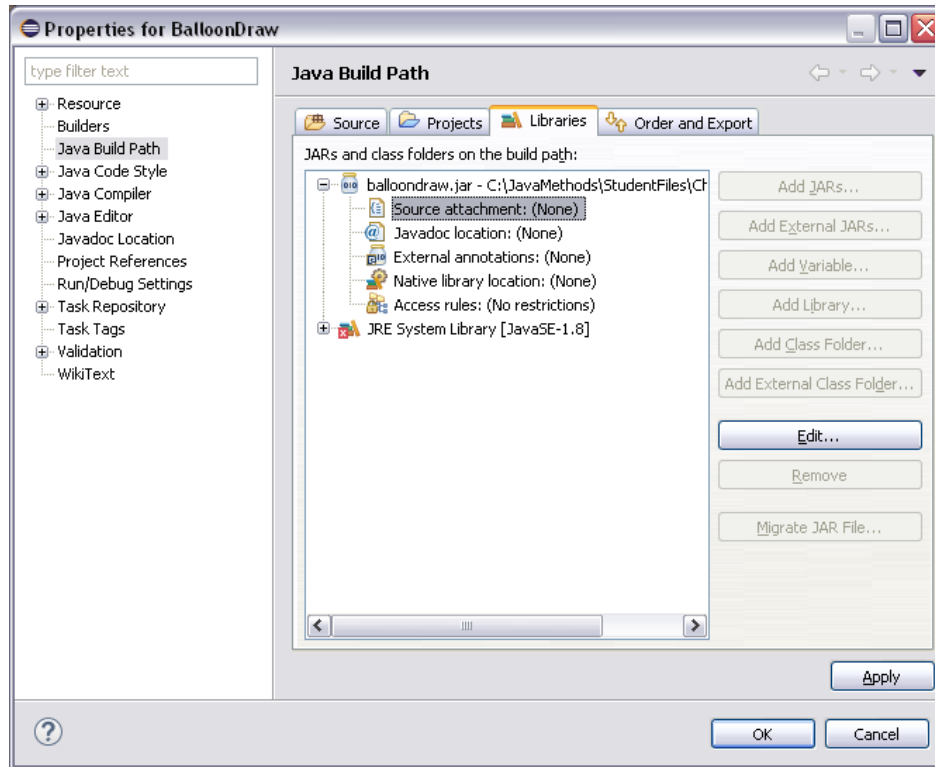 Properties for BalloonDraw
type filter text
Resource
Builders
Java Build Path
Java Code Style
Java Compiler
Java Editor
Javadoc Location
Project References
Run/Debug Settings
Task Repository
Task Tags
Validation
WikiText
Java Build Path
Source Projects Libraries Order and Export
JARs and class folders on the build path:
balloondraw.jar - C:\JavaMethods\StudentFiles\Ch
Source attachment: (None)
Javadoc location: (None)
External annotations: (None)
Native library location: (None)
Access rules: (No restrictions)
JRE System Library [JavaSE-1.8]
Add JARs...
Add External JARs...
Add Variable...
Add Library...
Add Class Folder...
Add External Class Folder...
Edit...
Remove
Migrate JAR File...
Apply
OK Cancel